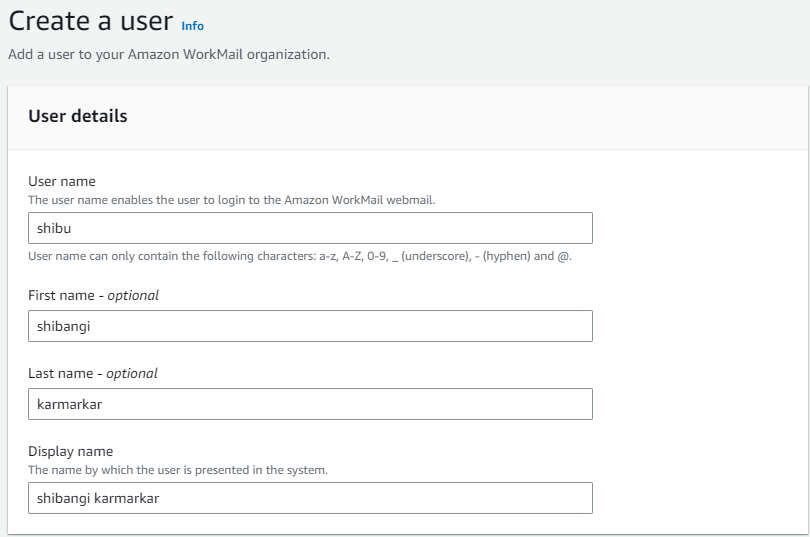 Create a user Info
Add a user to your Amazon WorkMail organization.
User details
User name
The user name enables the user to login to the Amazon WorkMail webmail.
shibu
User name can only contain the following characters: a-z, A-Z, 0-9, _ (underscore), - (hyphen) and @.
First name - optional
shibangi
Last name - optional
karmarkar
Display name
The name by which the user is presented in the system.
shibangi karmarkar